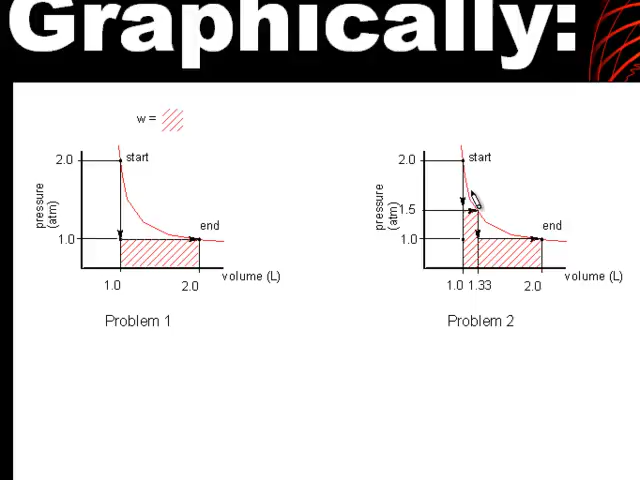 Graphically:
w =
2.0
start
pressure
(atm)
end
1.0
1.0
2.0
volume (L)
Problem 1
2.0
start
pressure
(atm)
1.5
end
1.0
1.0
1.33
2.0
volume (L)
Problem 2